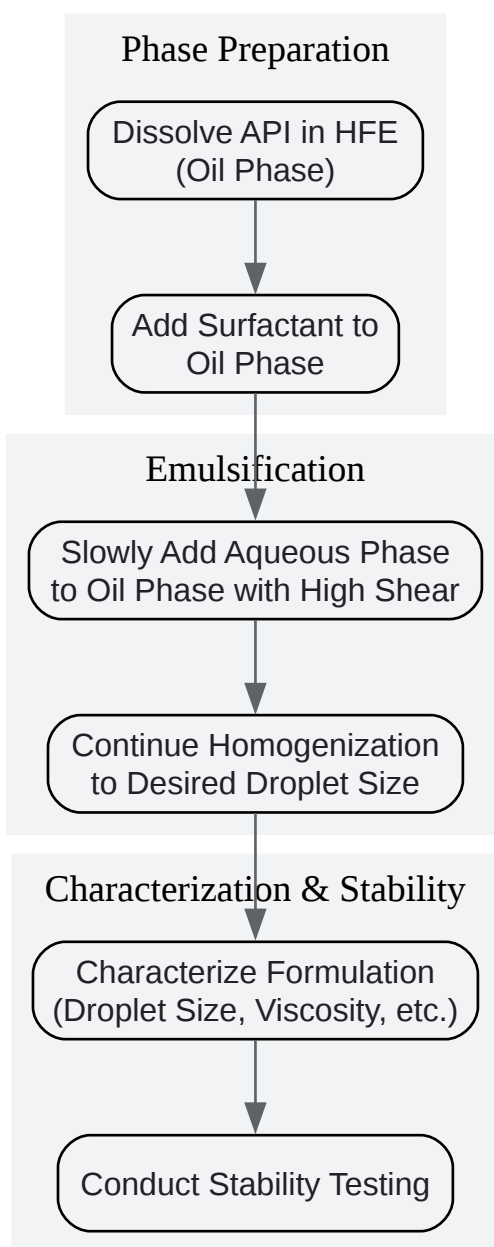 Phase Preparation
Dissolve API in HFE
(Oil Phase)
Add Surfactant to
Oil Phase
Emulsification
Slowly Add Aqueous Phase
to Oil Phase with High Shear
Continue Homogenization
to Desired Droplet Size
Characterization & Stability
Characterize Formulation
(Droplet Size, Viscosity, etc.)
Conduct Stability Testing